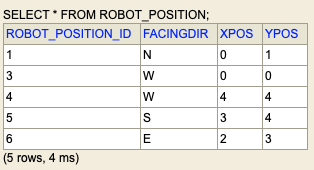 SELECT * FROM ROBOT_POSITION;
ROBOT_POSITION_ID FACINGDIR XPOS YPOS
1 N 0 1
3 W 0 0
4 W 4 4
5 S 3 4
6 E 2 3
(5 rows, 4 ms)